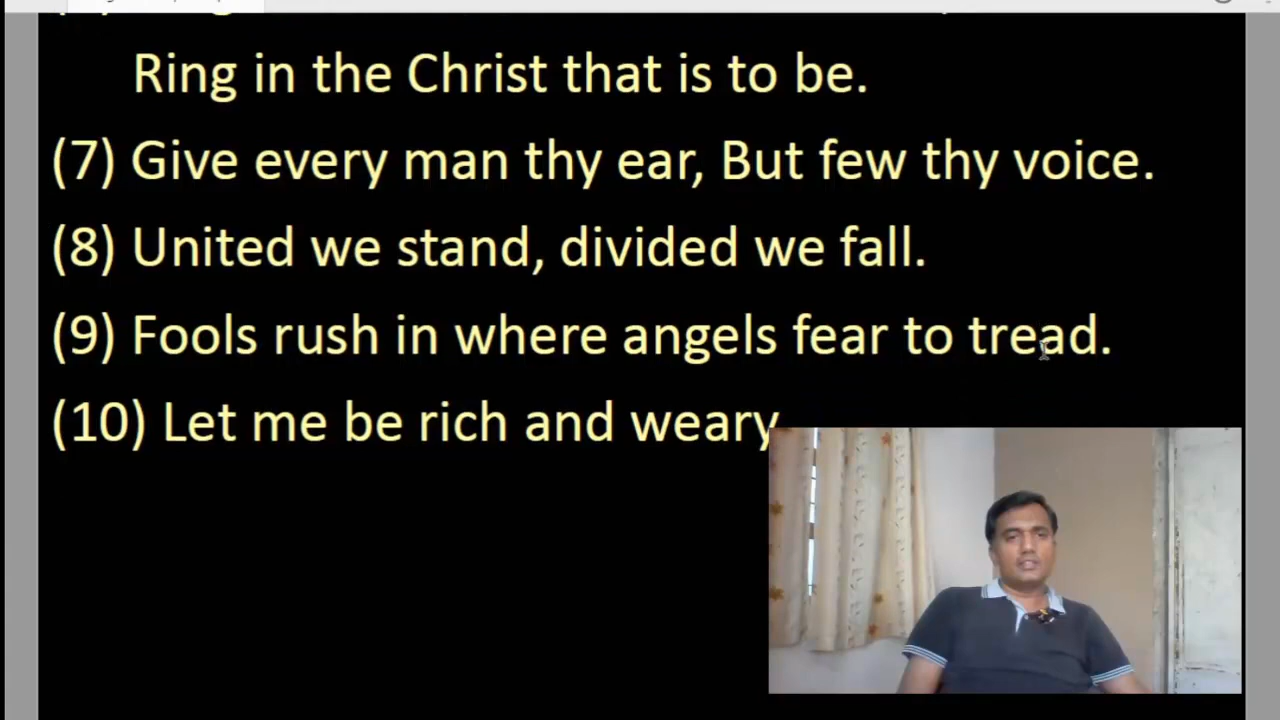 Ring in the Christ that is to be.
(7) Give every man thy ear, But few thy voice.
(8) United we stand, divided we fall.
(9) Fools rush in where angels fear to tread.
(10) Let me be rich and weary